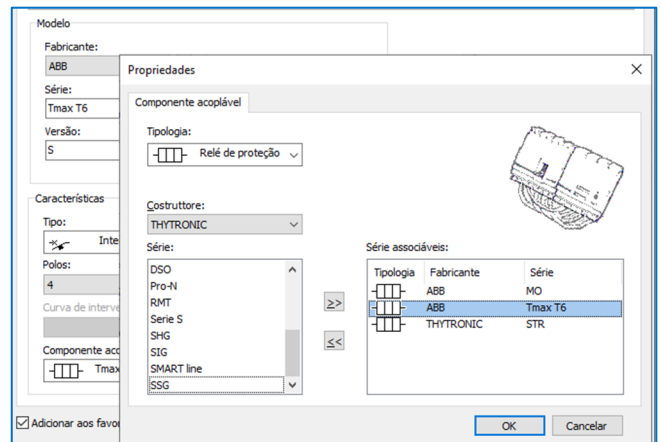 Modelo
Fabricante:
ABB
Série:
Tmax T6
Versão:
S
Características
Tipo:
Inte
Polos:
4
Curva de interve
Componente aco
Tmax
Adicionar aos favor
Propriedades
Componente acoplável
Tipologia:
Relé de proteção
Costruttore:
THYTRONIC
Série:
DSO
Pro-N
RMT
Serie S
SHG
SIG
SMART line
SSG
>>
<<
Série associáveis:
Tipologia Fabricante Série
ABB MO
ABB Tmax T6
THYTRONIC STR
OK Cancelar